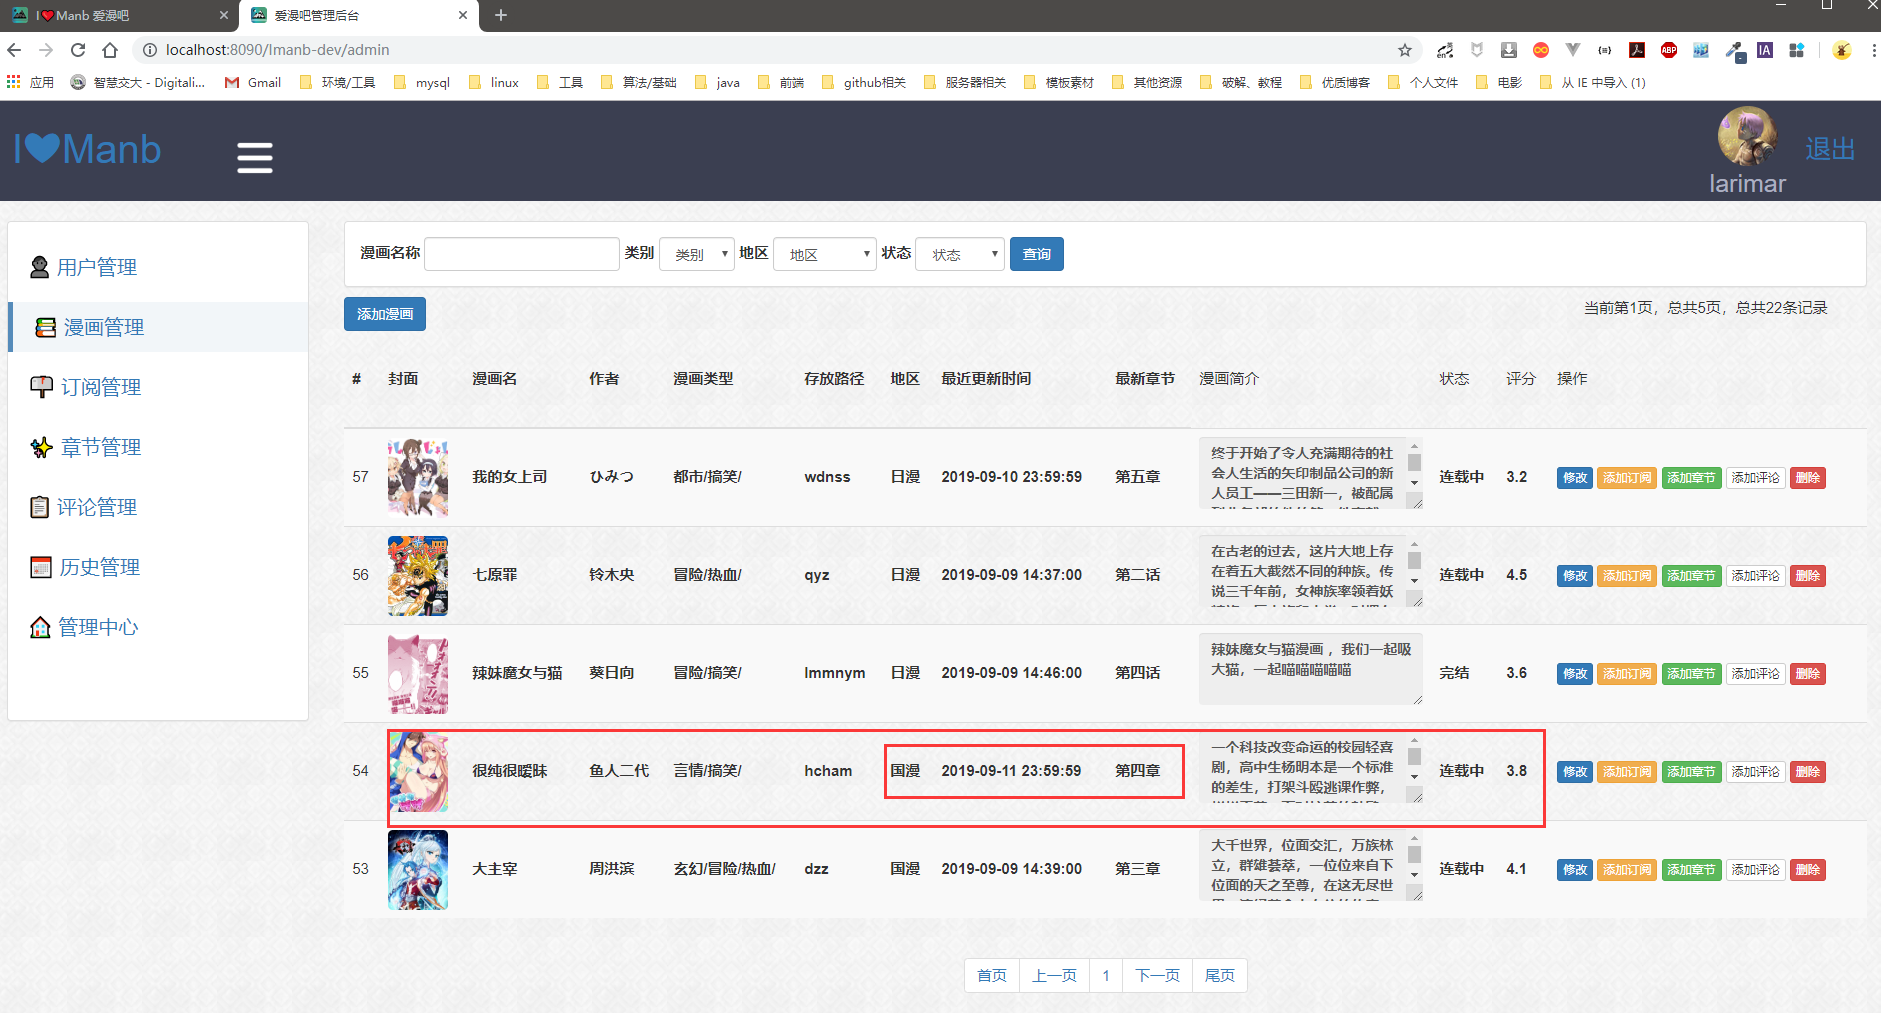 I❤Manb 爱漫吧
爱漫吧管理后台
localhost:8090/Imanb-dev/admin
应用 智慧交大 - Digitali... Gmail 环境/工具 mysql linux 工具 算法/基础 java 前端 github相关 服务器相关 模板素材 其他资源 破解、教程 优质博客 个人文件 电影 从 IE 中导入 (1)
I❤Manb
退出
larimar
用户管理
漫画管理
订阅管理
章节管理
评论管理
历史管理
管理中心
漫画名称 类别 类别 地区 地区 状态 状态 查询
添加漫画
当前第1页，总共5页，总共22条记录
# 封面 漫画名 作者 漫画类型 存放路径 地区 最近更新时间 最新章节 漫画简介 状态 评分 操作
57 我的女上司 ひみつ 都市/搞笑/ wdnss 日漫 2019-09-10 23:59:59 第五章
终于开始了令人充满期待的社
会人生活的矢印制品公司的新
人员工——三田新一，被配属
连载中 3.2 修改 添加订阅 添加章节 添加评论 删除
56 七原罪 铃木央 冒险/热血/ qyz 日漫 2019-09-09 14:37:00 第二话
在古老的过去，这片大地上存
在着五大截然不同的种族。传
说三千年前，女神族率领着妖
连载中 4.5 修改 添加订阅 添加章节 添加评论 删除
55 辣妹魔女与猫 葵日向 冒险/搞笑/ lmmnym 日漫 2019-09-09 14:46:00 第四话
辣妹魔女与猫漫画 ，我们一起吸
大猫，一起喵喵喵喵喵
完结 3.6 修改 添加订阅 添加章节 添加评论 删除
54 很纯很暧昧 鱼人二代 言情/搞笑/ hcham 国漫 2019-09-11 23:59:59 第四章
一个科技改变命运的校园轻喜
剧，高中生杨明本是一个标准
的差生，打架斗殴逃课作弊，
连载中 3.8 修改 添加订阅 添加章节 添加评论 删除
53 大主宰 周洪滨 玄幻/冒险/热血/ dzz 国漫 2019-09-09 14:39:00 第三章
大千世界，位面交汇，万族林
立，群雄荟萃，一位位来自下
位面的天之至尊，在这无尽世
连载中 4.1 修改 添加订阅 添加章节 添加评论 删除
首页 上一页 1 下一页 尾页